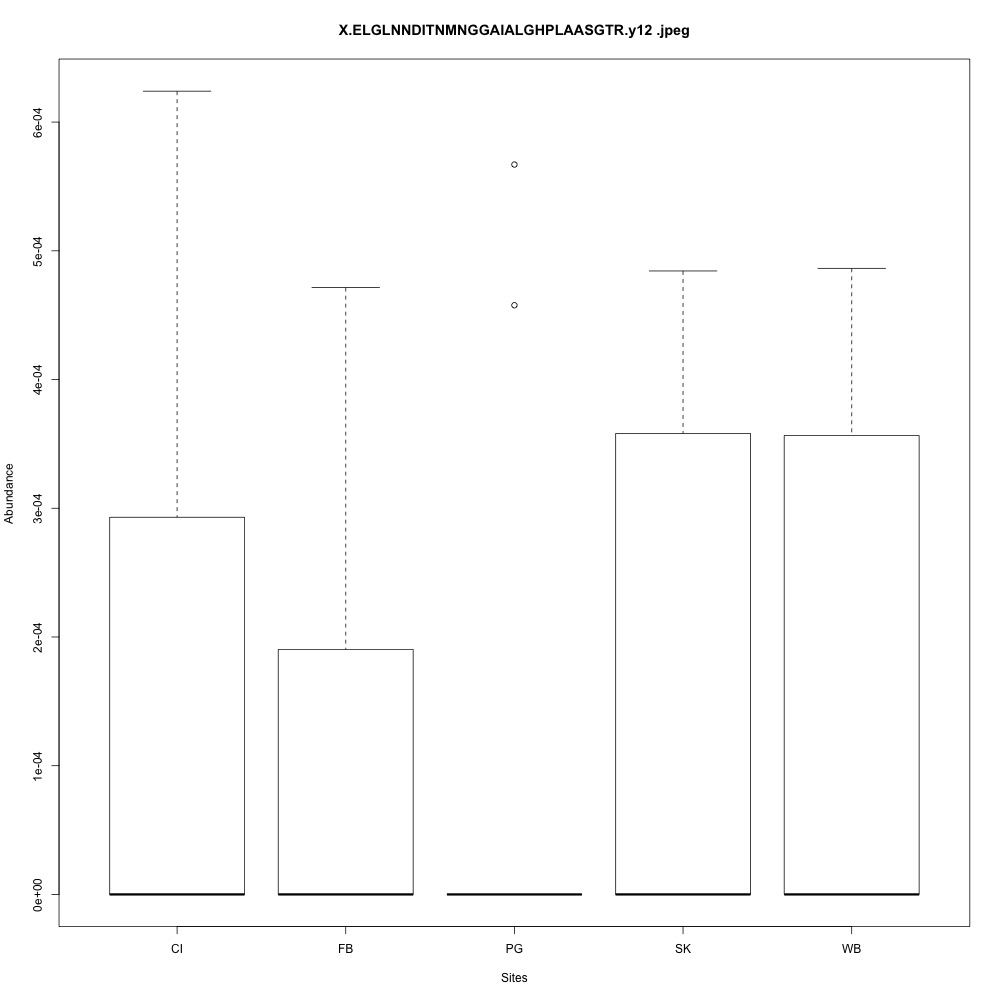 X.ELGLNNDITNMNGGAIALGHPLAASGTR.y12 .jpeg
6e-04
5e-04
4e-04
3e-04
2e-04
1e-04
0e+00
Abundance
CI FB PG SK WB
Sites